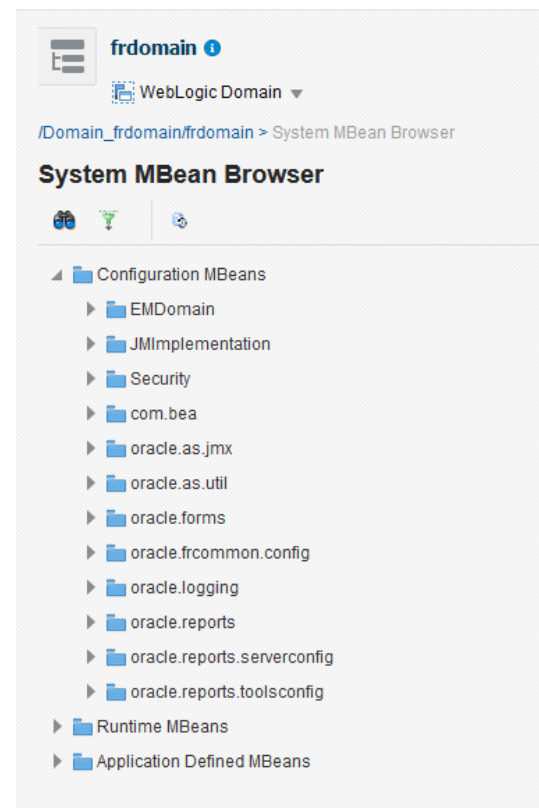 frdomain
WebLogic Domain
/Domain_frdomain/frdomain > System MBean Browser
System MBean Browser
Configuration MBeans
EMDomain
JMImplementation
Security
com.bea
oracle.as.jmx
oracle.as.util
oracle.forms
oracle.frcommon.config
oracle.logging
oracle.reports
oracle.reports.serverconfig
oracle.reports.toolsconfig
Runtime MBeans
Application Defined MBeans